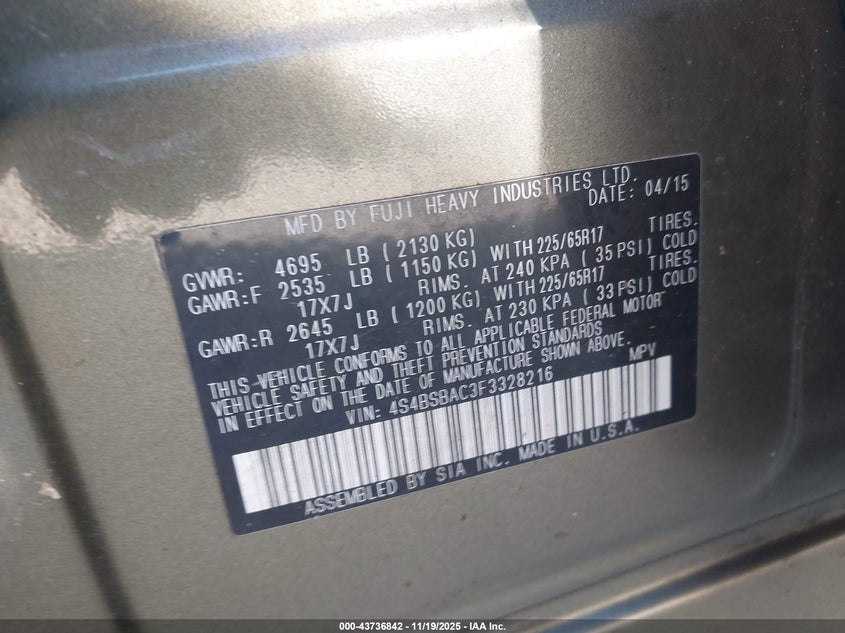 MFD BY FUJI HEAVY INDUSTRIES LTD.
DATE: 04/15
GVWR: 4695 LB ( 2130 KG)
GAWR:F 2535 LB ( 1150 KG) WITH 225/65R17 TIRES.
17X7J RIMS. AT 240 KPA ( 35 PSI) COLD
GAWR:R 2645 LB ( 1200 KG) WITH 225/65R17 TIRES.
17X7J RIMS. AT 230 KPA ( 33 PSI) COLD
THIS VEHICLE CONFORMS TO ALL APPLICABLE FEDERAL MOTOR
VEHICLE SAFETY AND THEFT PREVENTION STANDARDS
IN EFFECT ON THE DATE OF MANUFACTURE SHOWN ABOVE.
VIN: 4S4BSBAC3F3328216 MPV
ASSEMBLED BY SIA INC. MADE IN U.S.A.
000-43736842 - 11/19/2025 - IAA Inc.